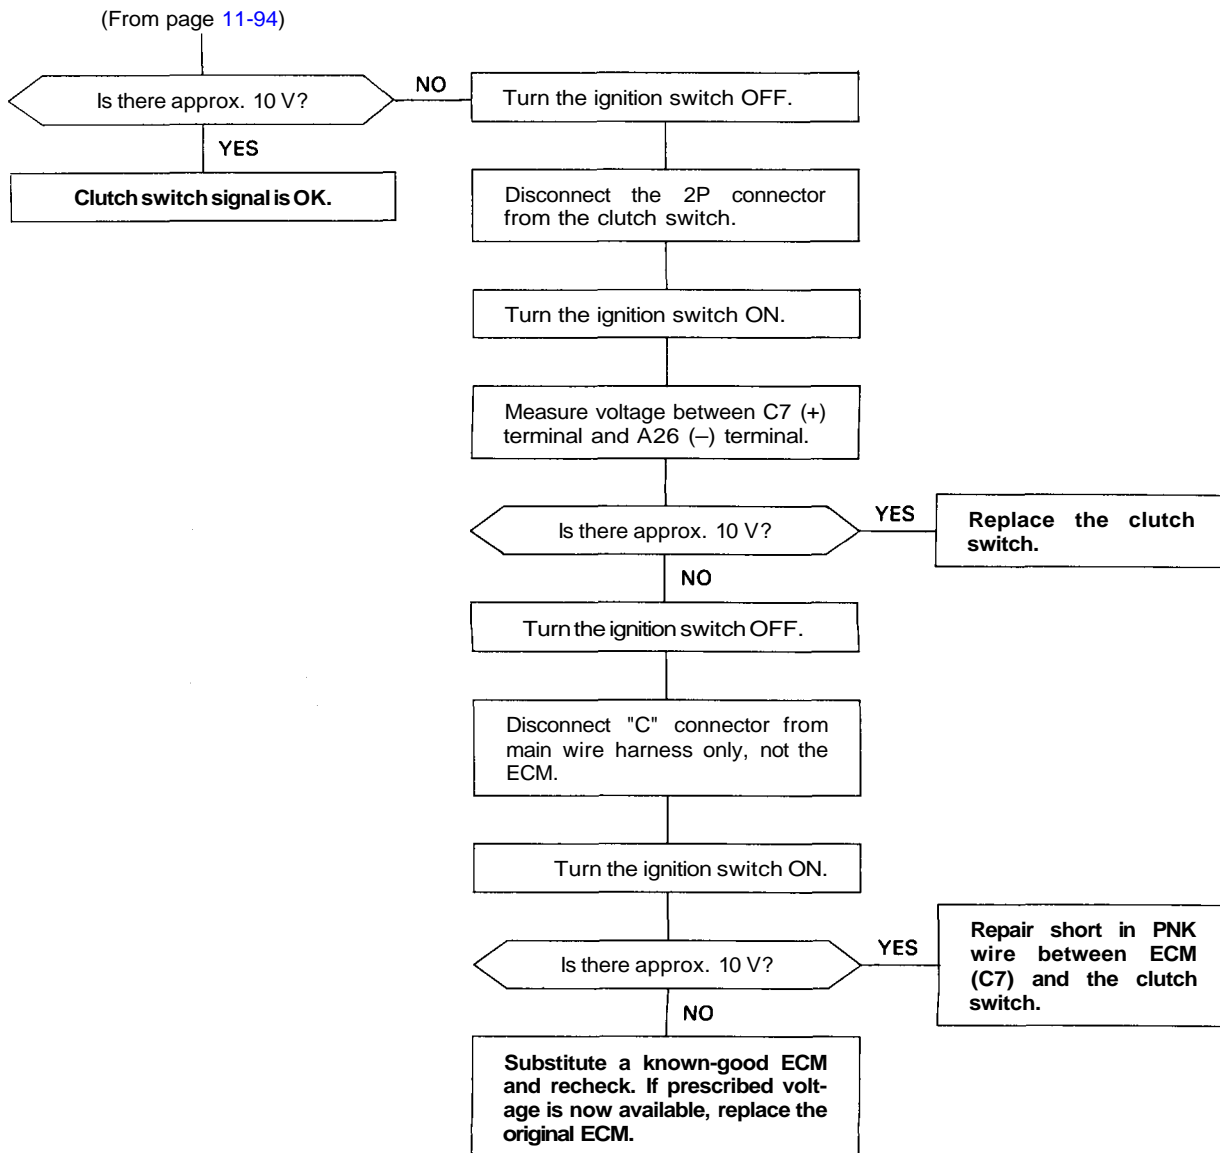 (From page 11-94)
Is there approx. 10 V?
NO
Turn the ignition switch OFF.
YES
Clutch switch signal is OK.
Disconnect the 2P connector
from the clutch switch.
Turn the ignition switch ON.
Measure voltage between C7 (+)
terminal and A26 (–) terminal.
Is there approx. 10 V?
YES
Replace the clutch
switch.
NO
Turn the ignition switch OFF.
Disconnect "C" connector from
main wire harness only, not the
ECM.
Turn the ignition switch ON.
Is there approx. 10 V?
YES
Repair short in PNK
wire between ECM
(C7) and the clutch
switch.
NO
Substitute a known-good ECM
and recheck. If prescribed volt-
age is now available, replace the
original ECM.